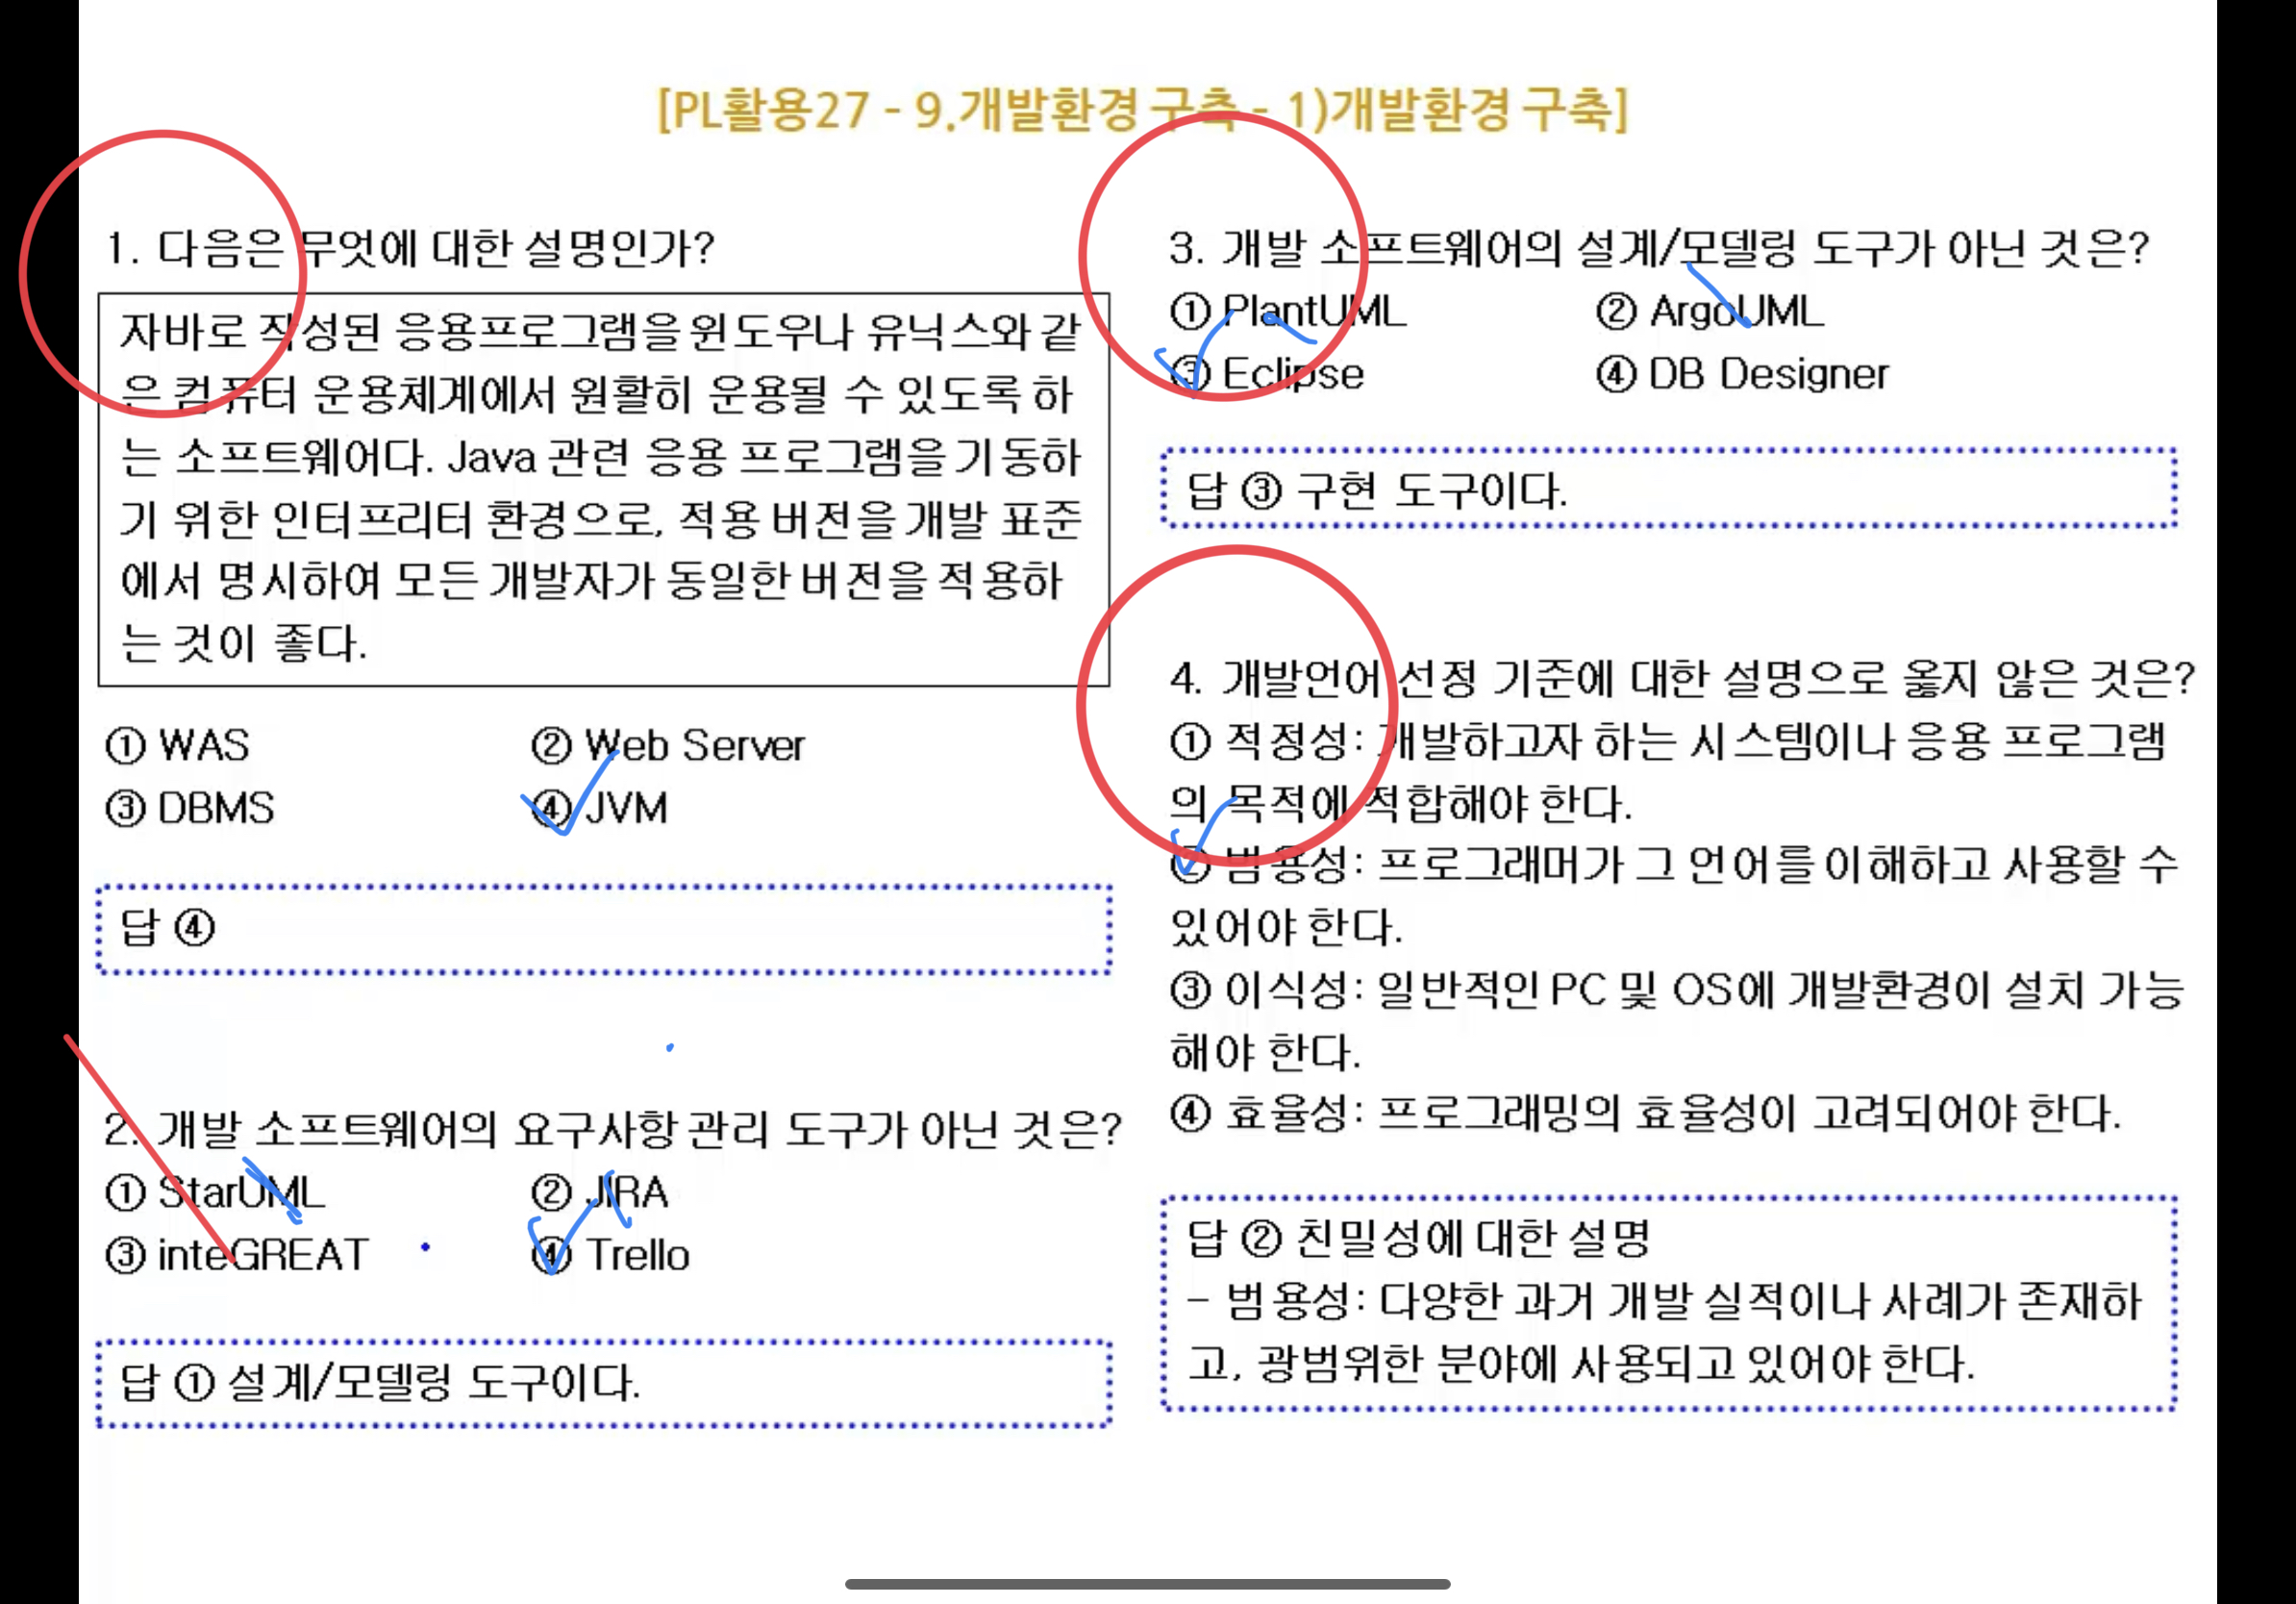 [PL활용27 - 9.개발환경 구축 - 1)개발환경 구축]
1. 다음은 무엇에 대한 설명인가?
자바로 작성된 응용프로그램을 윈도우나 유닉스와 같
은 컴퓨터 운용체계에서 원활히 운용될 수 있도록 하
는 소프트웨어다. Java 관련 응용 프로그램을 기동하
기 위한 인터프리터 환경으로, 적용 버전을 개발 표준
에서 명시하여 모든 개발자가 동일한 버전을 적용하
는 것이 좋다.
① WAS ② Web Server
③ DBMS ④ JVM
답 ④
2. 개발 소프트웨어의 요구사항 관리 도구가 아닌 것은?
① StarUML ② JIRA
③ inteGREAT ④ Trello
답 ① 설계/모델링 도구이다.
3. 개발 소프트웨어의 설계/모델링 도구가 아닌 것은?
① PlantUML ② ArgoUML
③ Eclipse ④ DB Designer
답 ③ 구현 도구이다.
4. 개발언어 선정 기준에 대한 설명으로 옳지 않은 것은?
① 적정성: 개발하고자 하는 시스템이나 응용 프로그램
의 목적에 적합해야 한다.
② 범용성: 프로그래머가 그 언어를 이해하고 사용할 수
있어야 한다.
③ 이식성: 일반적인 PC 및 OS에 개발환경이 설치 가능
해야 한다.
④ 효율성: 프로그래밍의 효율성이 고려되어야 한다.
답 ② 친밀성에 대한 설명
- 범용성: 다양한 과거 개발 실적이나 사례가 존재하
고, 광범위한 분야에 사용되고 있어야 한다.